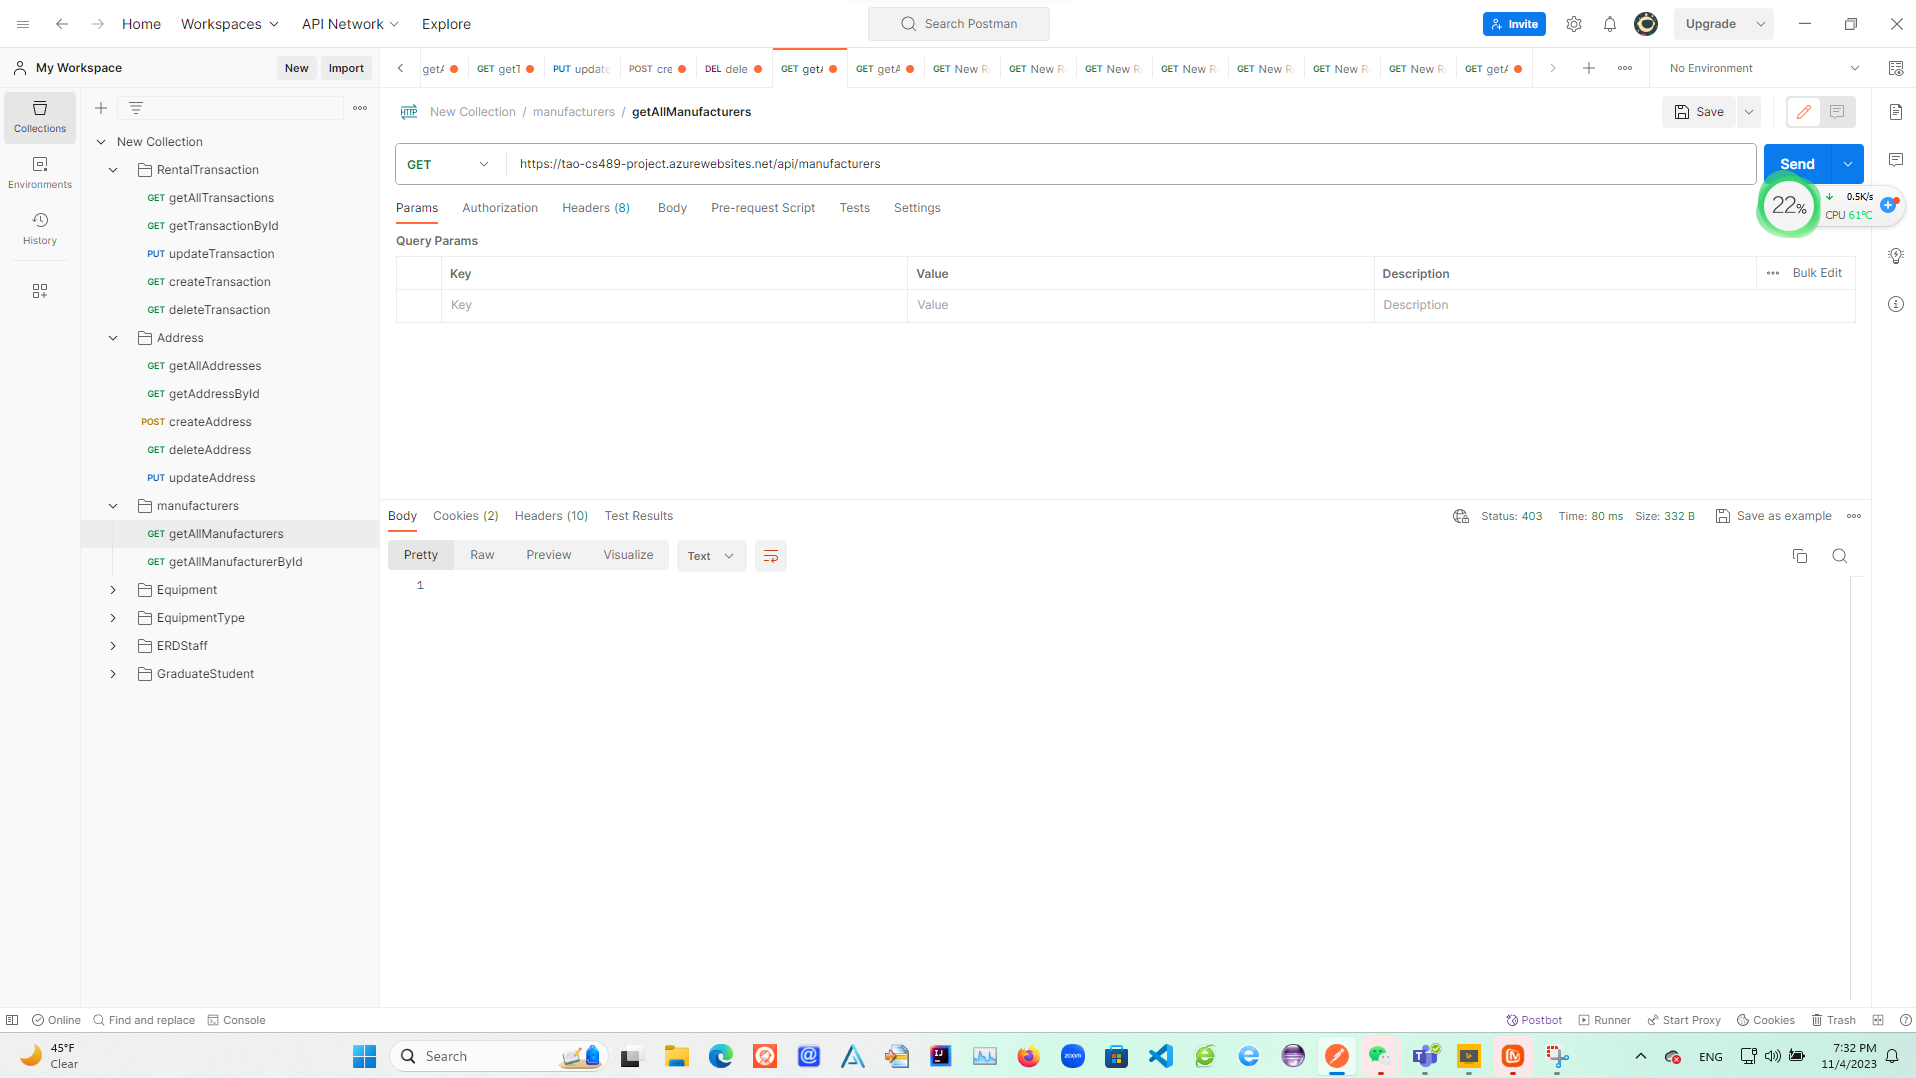 Home
Workspaces
API Network
Explore
Search Postman
Invite
Upgrade
My Workspace
New
Import
getA
GET getT
PUT update
POST cre
DEL dele
GET getA
GET getA
GET New R
GET New R
GET New R
GET New R
GET New R
GET New R
GET New R
GET getA
No Environment
Collections
Environments
History
New Collection
RentalTransaction
GET getAllTransactions
GET getTransactionById
PUT updateTransaction
GET createTransaction
GET deleteTransaction
Address
GET getAllAddresses
GET getAddressById
POST createAddress
GET deleteAddress
PUT updateAddress
manufacturers
GET getAllManufacturers
GET getAllManufacturerById
Equipment
EquipmentType
ERDStaff
GraduateStudent
HTTP New Collection / manufacturers / getAllManufacturers
Save
GET https://tao-cs489-project.azurewebsites.net/api/manufacturers
Send
22%
0.5K/s
CPU 61°C
Params Authorization Headers (8) Body Pre-request Script Tests Settings
Query Params
Key Value Description Bulk Edit
Key Value Description
Body Cookies (2) Headers (10) Test Results
Status: 403 Time: 80 ms Size: 332 B Save as example
Pretty Raw Preview Visualize Text
1
Online Find and replace Console
Postbot Runner Start Proxy Cookies Trash
45°F
Clear
Search
zoom
ENG
7:32 PM
11/4/2023